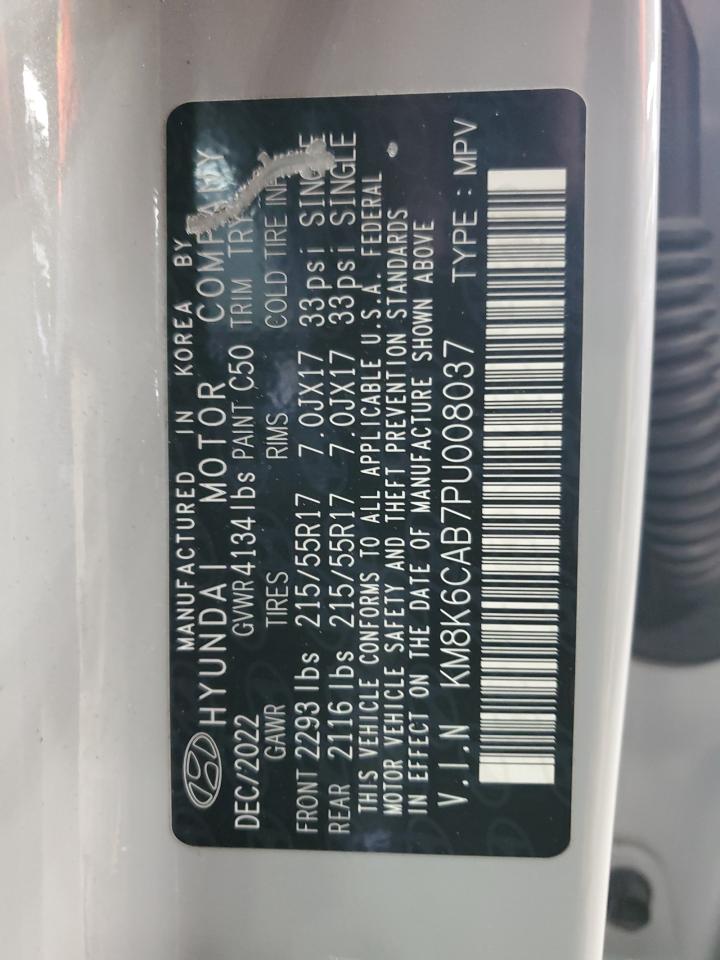 MANUFACTURED IN KOREA BY
HYUNDAI MOTOR COMPANY
DEC/2022 GVWR 4134 lbs PAINT C50 TRIM TRY
GAWR TIRES RIMS COLD TIRE
FRONT 2293 lbs 215/55R17 7.0JX17 33psi SINGLE
REAR 2116 lbs 215/55R17 7.0JX17 33psi SINGLE
THIS VEHICLE CONFORMS TO ALL APPLICABLE U.S.A. FEDERAL
MOTOR VEHICLE SAFETY AND THEFT PREVENTION STANDARDS
IN EFFECT ON THE DATE OF MANUFACTURE SHOWN ABOVE
V.I.N KM8K6CAB7PU008037 TYPE : MPV